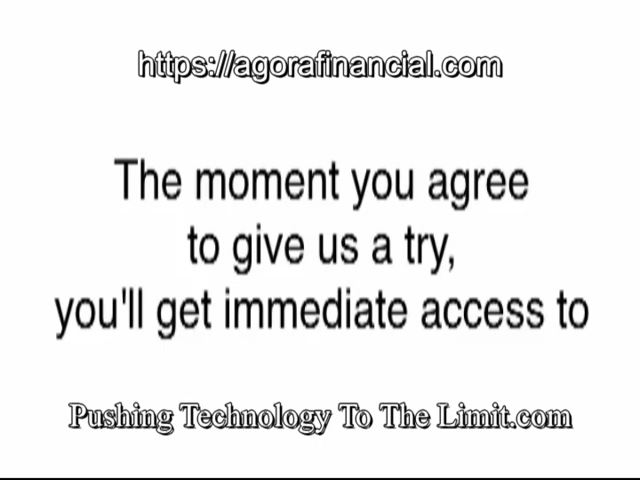 https://agorafinancial.com
The moment you agree
to give us a try,
you'll get immediate access to
Pushing Technology To The Limit.com